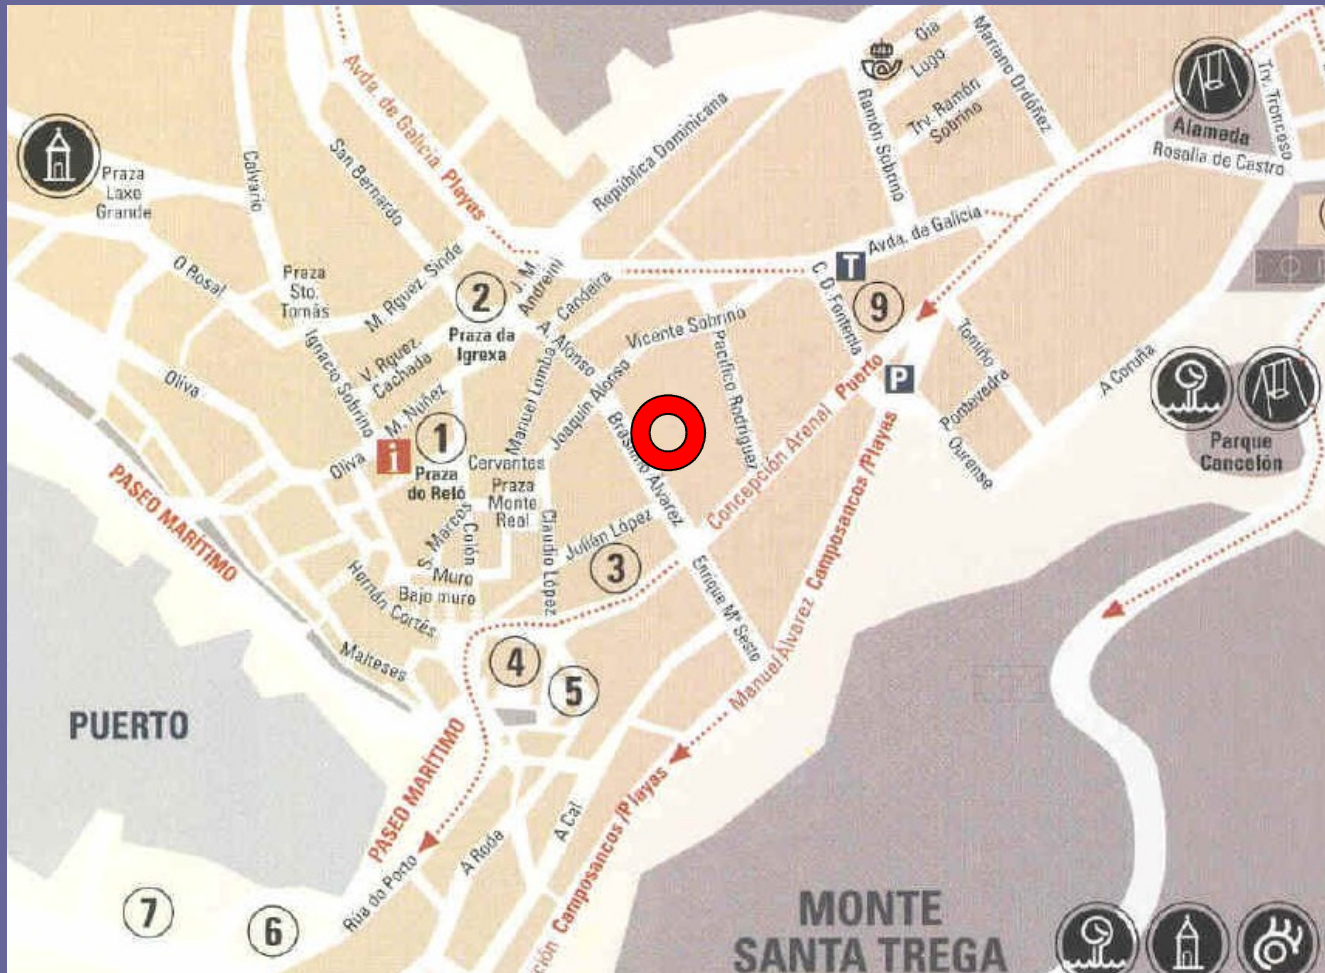 Oia
Lugo
Mariano Ordóñez
Trv. Ramón
Sobrino
Ramón Sobrino
Trv. Troncoso
Alameda
Rosalía de Castro
Avda. de Galicia
Playas
República Dominicana
San Bernardo
Calvario
Praza
Laxe
Grande
O Rosal
Praza
Sto.
Tomás
M. Rguez. Sinde
J. M.
Andreini
Candeira
2
Praza da
Igrexa
A. Alonso
Avda. de Galicia
T
C. D. Fontenla
9
Vicente Sobrino
Pacífico Rodríguez
Puerto
Concepción Arenal
P
Tomiño
Pontevedra
Ourense
A Coruña
Parque
Cancelón
Ignacio Sobrino
V. Rguez.
Cachada
M. Núñez
Manuel Lomba
Joaquín Alonso
Brasilino Álvarez
Oliva
Oliva
i
1
Praza
do Reló
Cervantes
Praza
Monte
Real
S. Marcos
Colón
Claudio López
Julián López
3
Muro
Bajo muro
Hernán Cortés
Malteses
PASEO MARÍTIMO
Enrique Mª Sesto
Manuel Álvarez
Camposancos /Playas
4
5
PUERTO
PASEO MARÍTIMO
Rúa do Porto
A Roda
A Cal
Camposancos /Playas
7
6
MONTE
SANTA TREGA